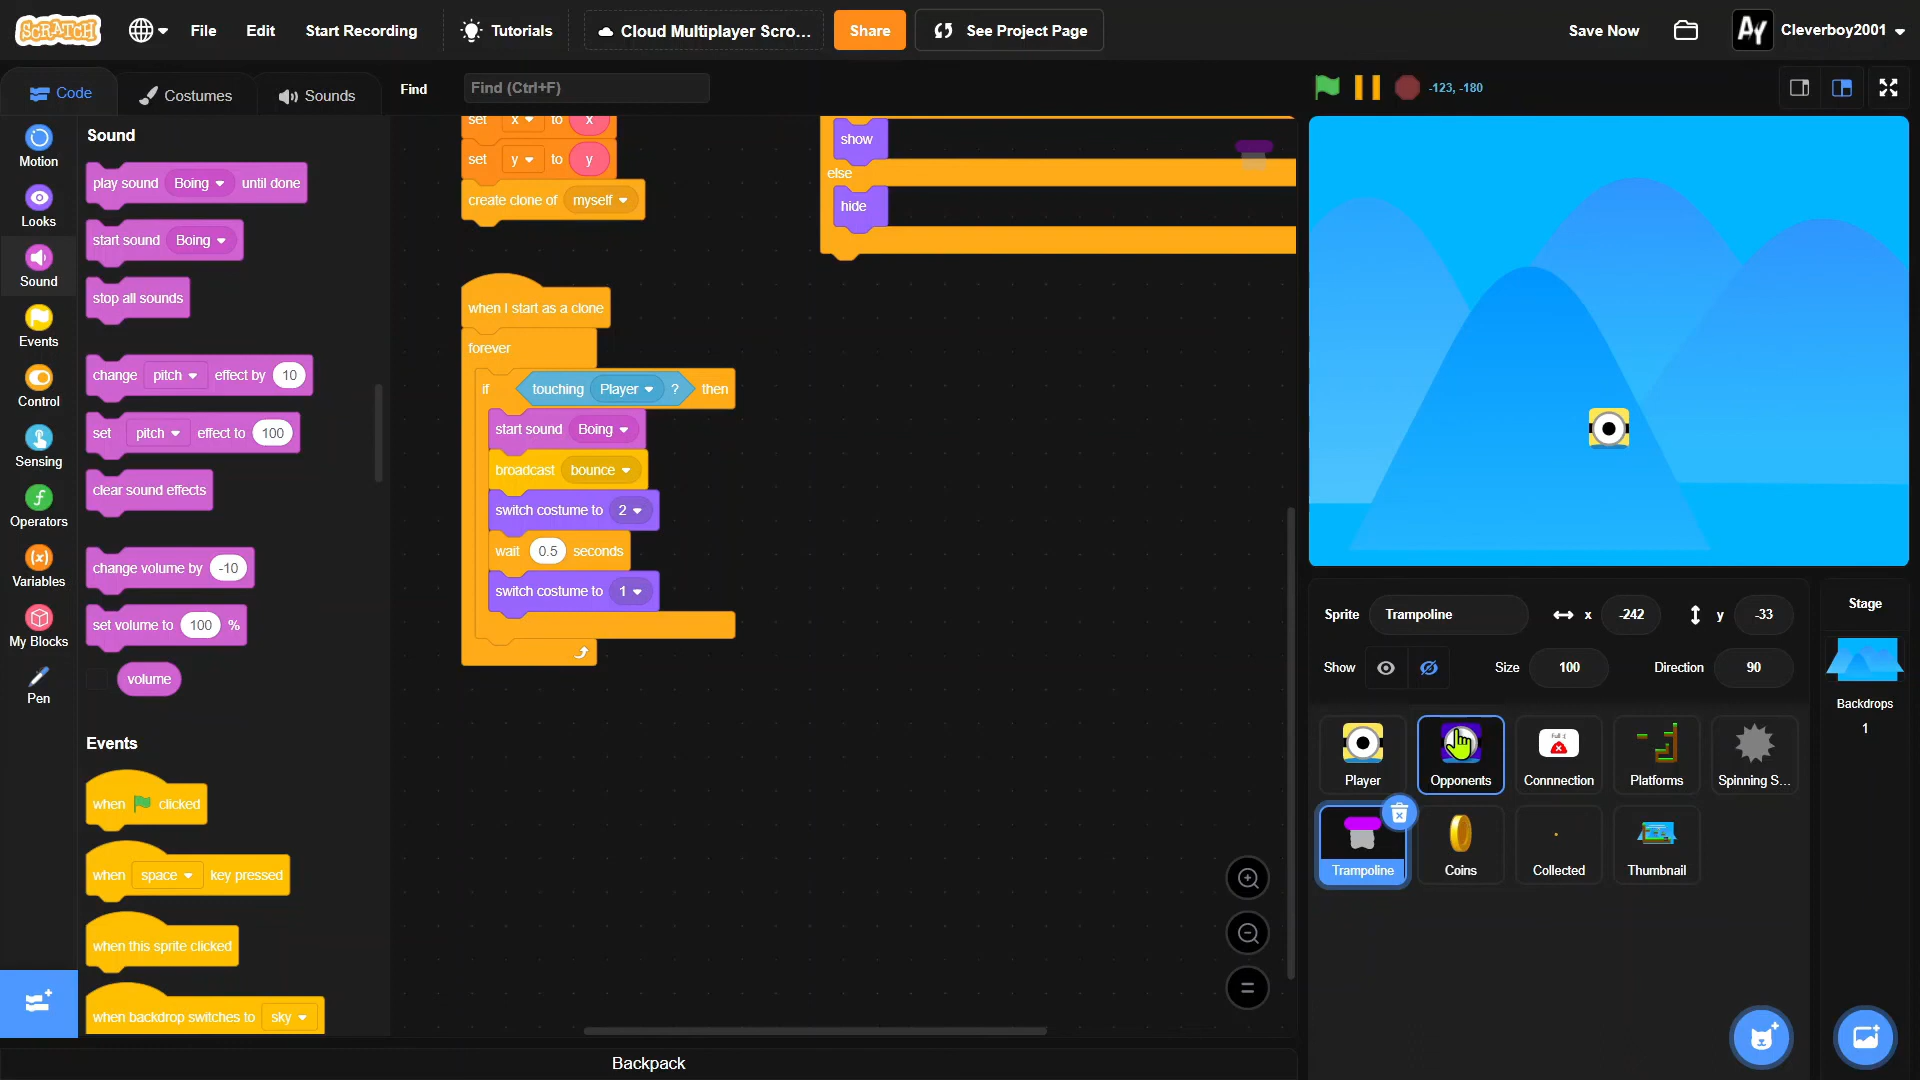 SCRATCH
File
Edit
Start Recording
Tutorials
Cloud Multiplayer Scro...
Share
See Project Page
Save Now
Ay
Cleverboy2001
Code
Costumes
Sounds
Find
Find (Ctrl+F)
-123, -180
Motion
Looks
Sound
Events
Control
Sensing
Operators
Variables
My Blocks
Pen
Sound
play sound Boing until done
start sound Boing
stop all sounds
change pitch effect by 10
set pitch effect to 100
clear sound effects
change volume by -10
set volume to 100 %
volume
Events
when clicked
when space key pressed
when this sprite clicked
when backdrop switches to sky
set x to x
set y to y
create clone of myself
show
else
hide
when I start as a clone
forever
if touching Player ? then
start sound Boing
broadcast bounce
switch costume to 2
wait 0.5 seconds
switch costume to 1
Sprite Trampoline x -242 y -33
Show Size 100 Direction 90
Stage
Backdrops
1
Player
Opponents
Full :(
Connnection
Platforms
Spinning S...
Trampoline
Coins
Collected
Thumbnail
Backpack